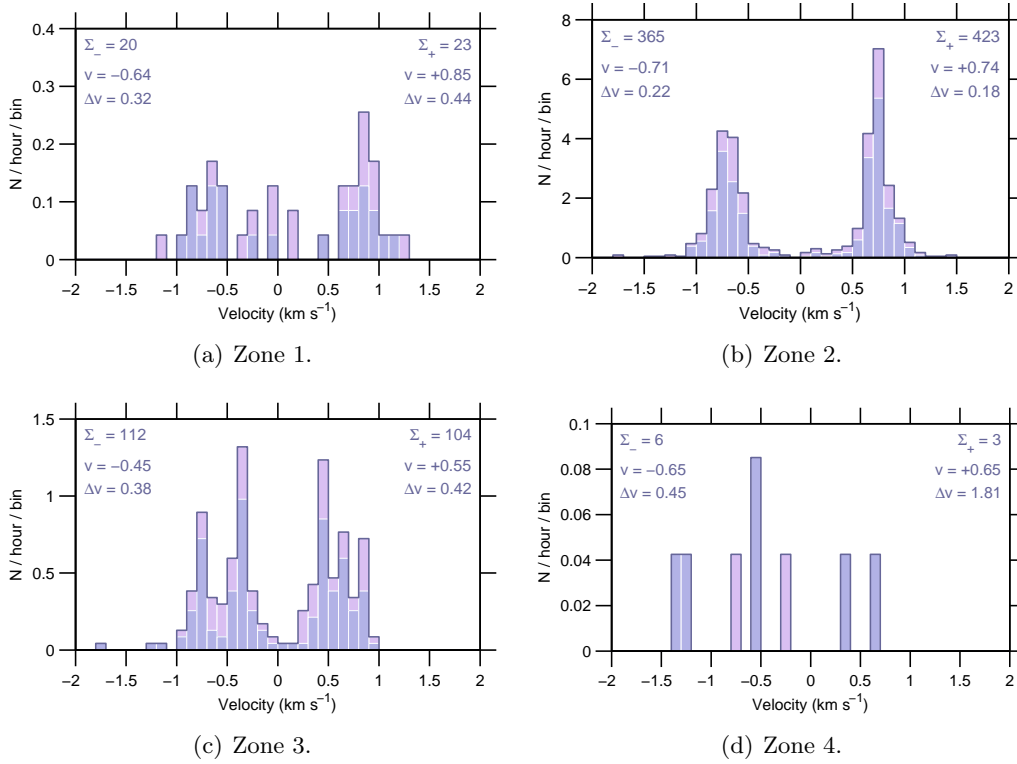 Σ− = 20
Σ+ = 23
v = −0.64
v = +0.85
Δv = 0.32
Δv = 0.44
0.4
0.3
0.2
0.1
0
N / hour / bin
−2 −1.5 −1 −0.5 0 0.5 1 1.5 2
Velocity (km s−1)
(a) Zone 1.
Σ− = 365
Σ+ = 423
v = −0.71
v = +0.74
Δv = 0.22
Δv = 0.18
8
6
4
2
0
N / hour / bin
−2 −1.5 −1 −0.5 0 0.5 1 1.5 2
Velocity (km s−1)
(b) Zone 2.
Σ− = 112
Σ+ = 104
v = −0.45
v = +0.55
Δv = 0.38
Δv = 0.42
1.5
1
0.5
0
N / hour / bin
−2 −1.5 −1 −0.5 0 0.5 1 1.5 2
Velocity (km s−1)
(c) Zone 3.
Σ− = 6
Σ+ = 3
v = −0.65
v = +0.65
Δv = 0.45
Δv = 1.81
0.1
0.08
0.06
0.04
0.02
0
N / hour / bin
−2 −1.5 −1 −0.5 0 0.5 1 1.5 2
Velocity (km s−1)
(d) Zone 4.